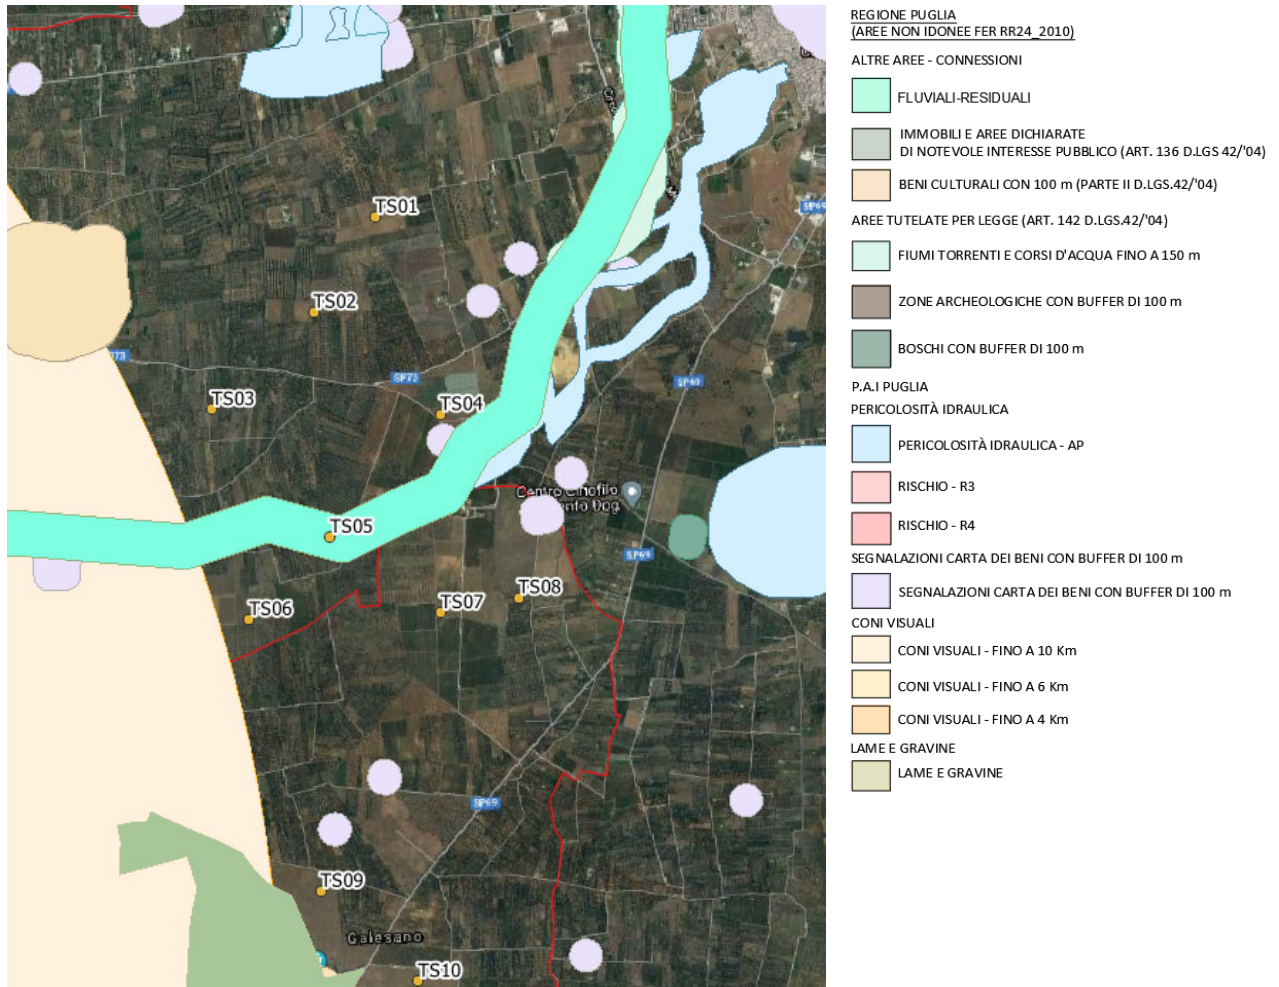 REGIONE PUGLIA
(AREE NON IDONEE FER RR24_2010)
ALTRE AREE - CONNESSIONI
FLUVIALI-RESIDUALI
IMMOBILI E AREE DICHIARATE
DI NOTEVOLE INTERESSE PUBBLICO (ART. 136 D.LGS 42/'04)
BENI CULTURALI CON 100 m (PARTE II D.LGS.42/'04)
AREE TUTELATE PER LEGGE (ART. 142 D.LGS.42/'04)
FIUMI TORRENTI E CORSI D'ACQUA FINO A 150 m
ZONE ARCHEOLOGICHE CON BUFFER DI 100 m
BOSCHI CON BUFFER DI 100 m
P.A.I PUGLIA
PERICOLOSITÀ IDRAULICA
PERICOLOSITÀ IDRAULICA - AP
RISCHIO - R3
RISCHIO - R4
SEGNALAZIONI CARTA DEI BENI CON BUFFER DI 100 m
SEGNALAZIONI CARTA DEI BENI CON BUFFER DI 100 m
CONI VISUALI
CONI VISUALI - FINO A 10 Km
CONI VISUALI - FINO A 6 Km
CONI VISUALI - FINO A 4 Km
LAME E GRAVINE
LAME E GRAVINE
TS01
SP69
TS02
SP73
SP69
TS03
TS04
Centro Cinofilo
Dog
TS05
SP69
TS06
TS07
TS08
SP69
TS09
Galesano
TS10